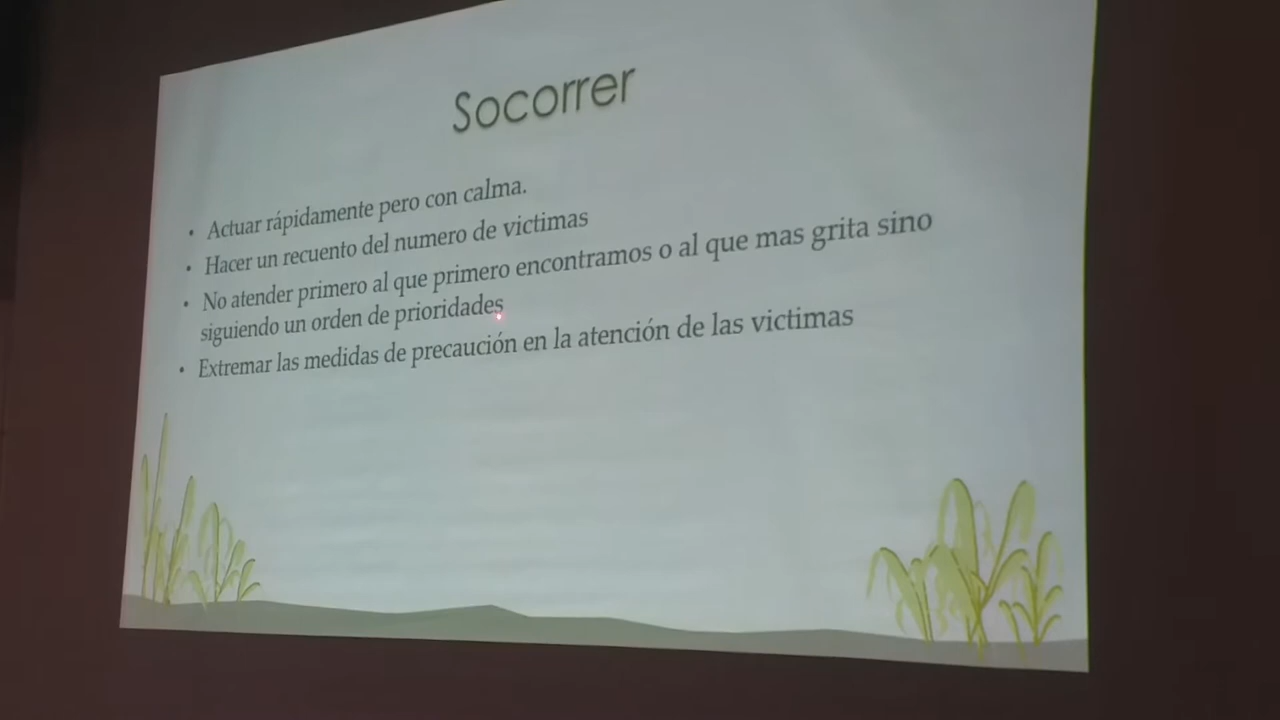 Socorrer
• Actuar rápidamente pero con calma.
• Hacer un recuento del numero de victimas
• No atender primero al que primero encontramos o al que mas grita sino
siguiendo un orden de prioridades
• Extremar las medidas de precaución en la atención de las victimas